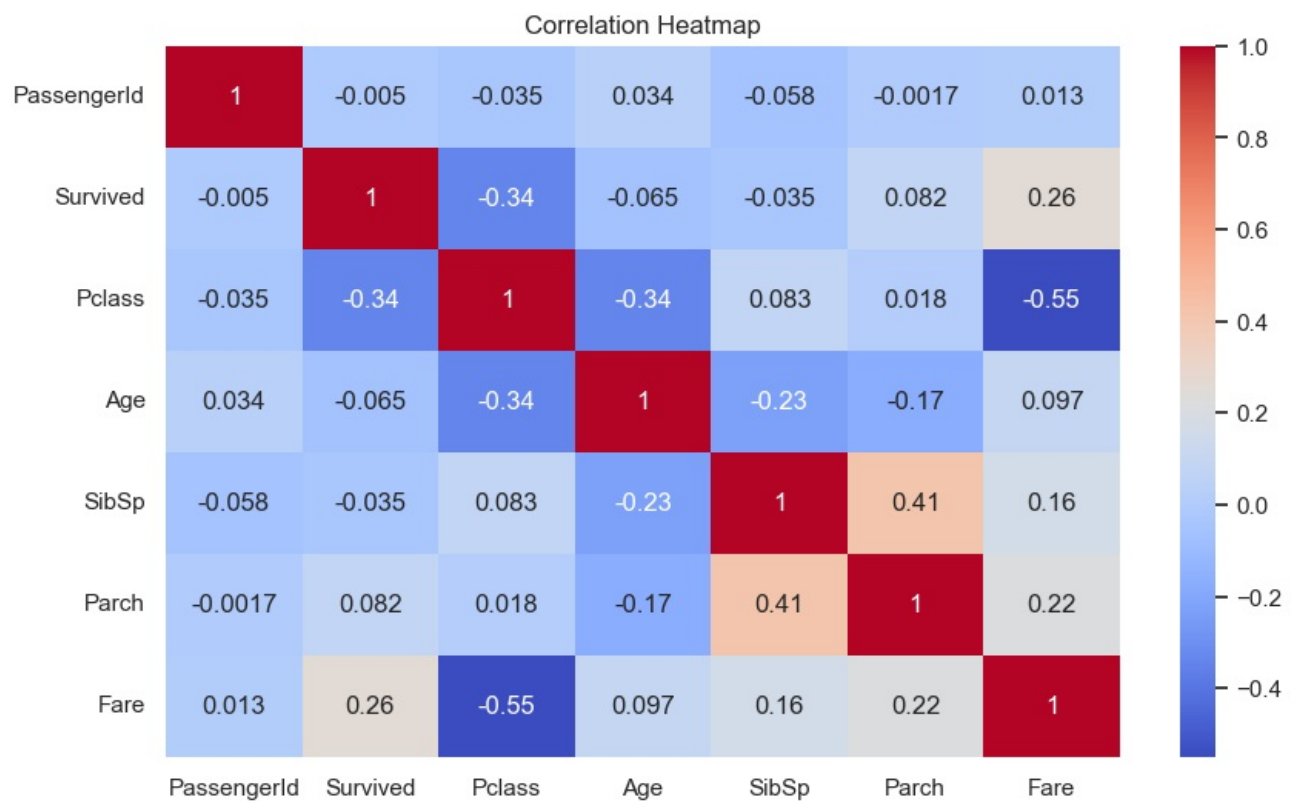 Correlation Heatmap
PassengerId 1 -0.005 -0.035 0.034 -0.058 -0.0017 0.013
Survived -0.005 1 -0.34 -0.065 -0.035 0.082 0.26
Pclass -0.035 -0.34 1 -0.34 0.083 0.018 -0.55
Age 0.034 -0.065 -0.34 1 -0.23 -0.17 0.097
SibSp -0.058 -0.035 0.083 -0.23 1 0.41 0.16
Parch -0.0017 0.082 0.018 -0.17 0.41 1 0.22
Fare 0.013 0.26 -0.55 0.097 0.16 0.22 1
PassengerId Survived Pclass Age SibSp Parch Fare
1.0
0.8
0.6
0.4
0.2
0.0
−0.2
−0.4